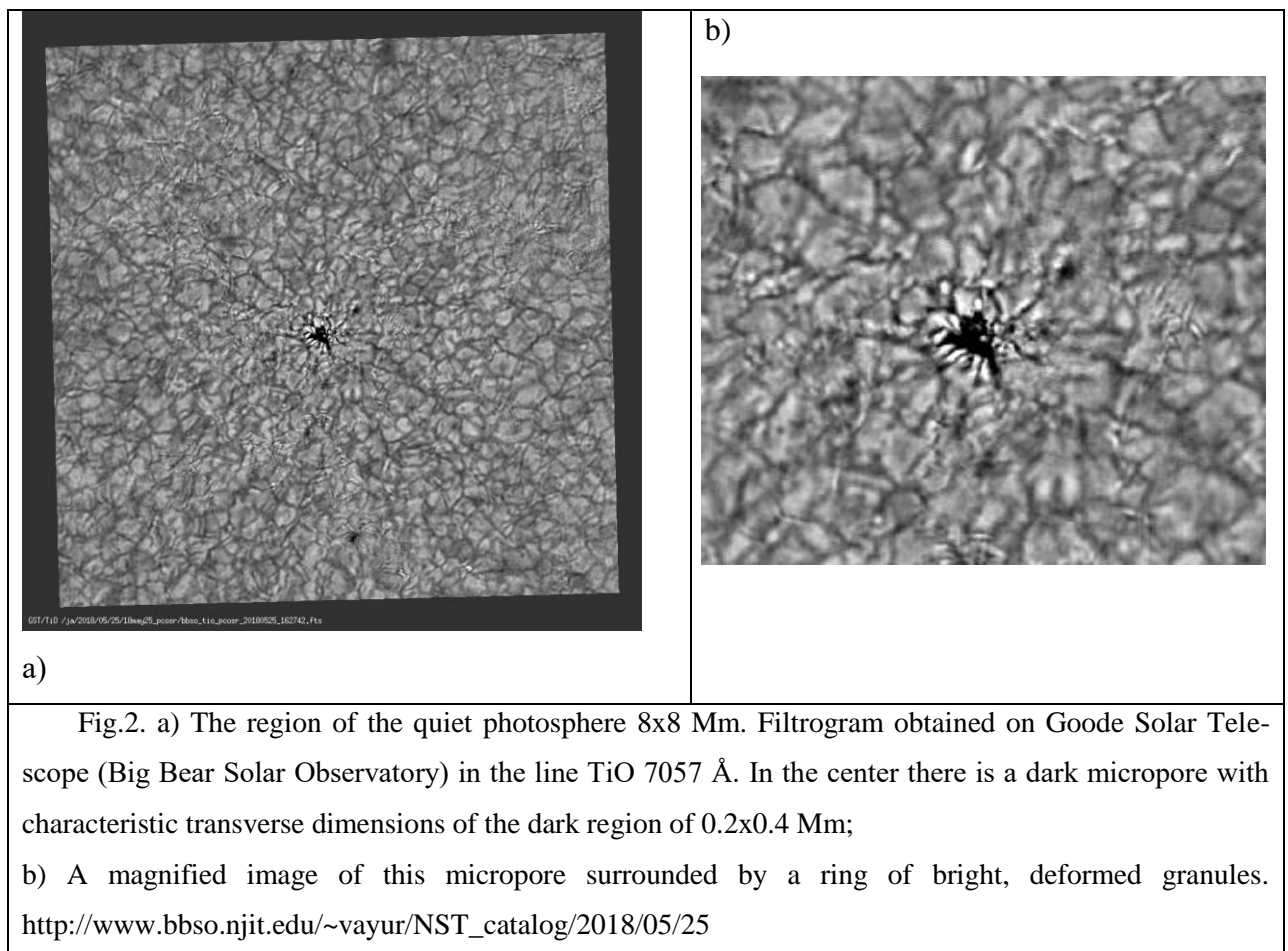 b)
GST/TiO /ja/2018/05/25/18may25_pcosr/bbso_tio_pcosr_20180525_162742.fts
a)
Fig.2. a) The region of the quiet photosphere 8x8 Mm. Filtrogram obtained on Goode Solar Tele-
scope (Big Bear Solar Observatory) in the line TiO 7057 Å. In the center there is a dark micropore with
characteristic transverse dimensions of the dark region of 0.2x0.4 Mm;
b) A magnified image of this micropore surrounded by a ring of bright, deformed granules.
http://www.bbso.njit.edu/~vayur/NST_catalog/2018/05/25